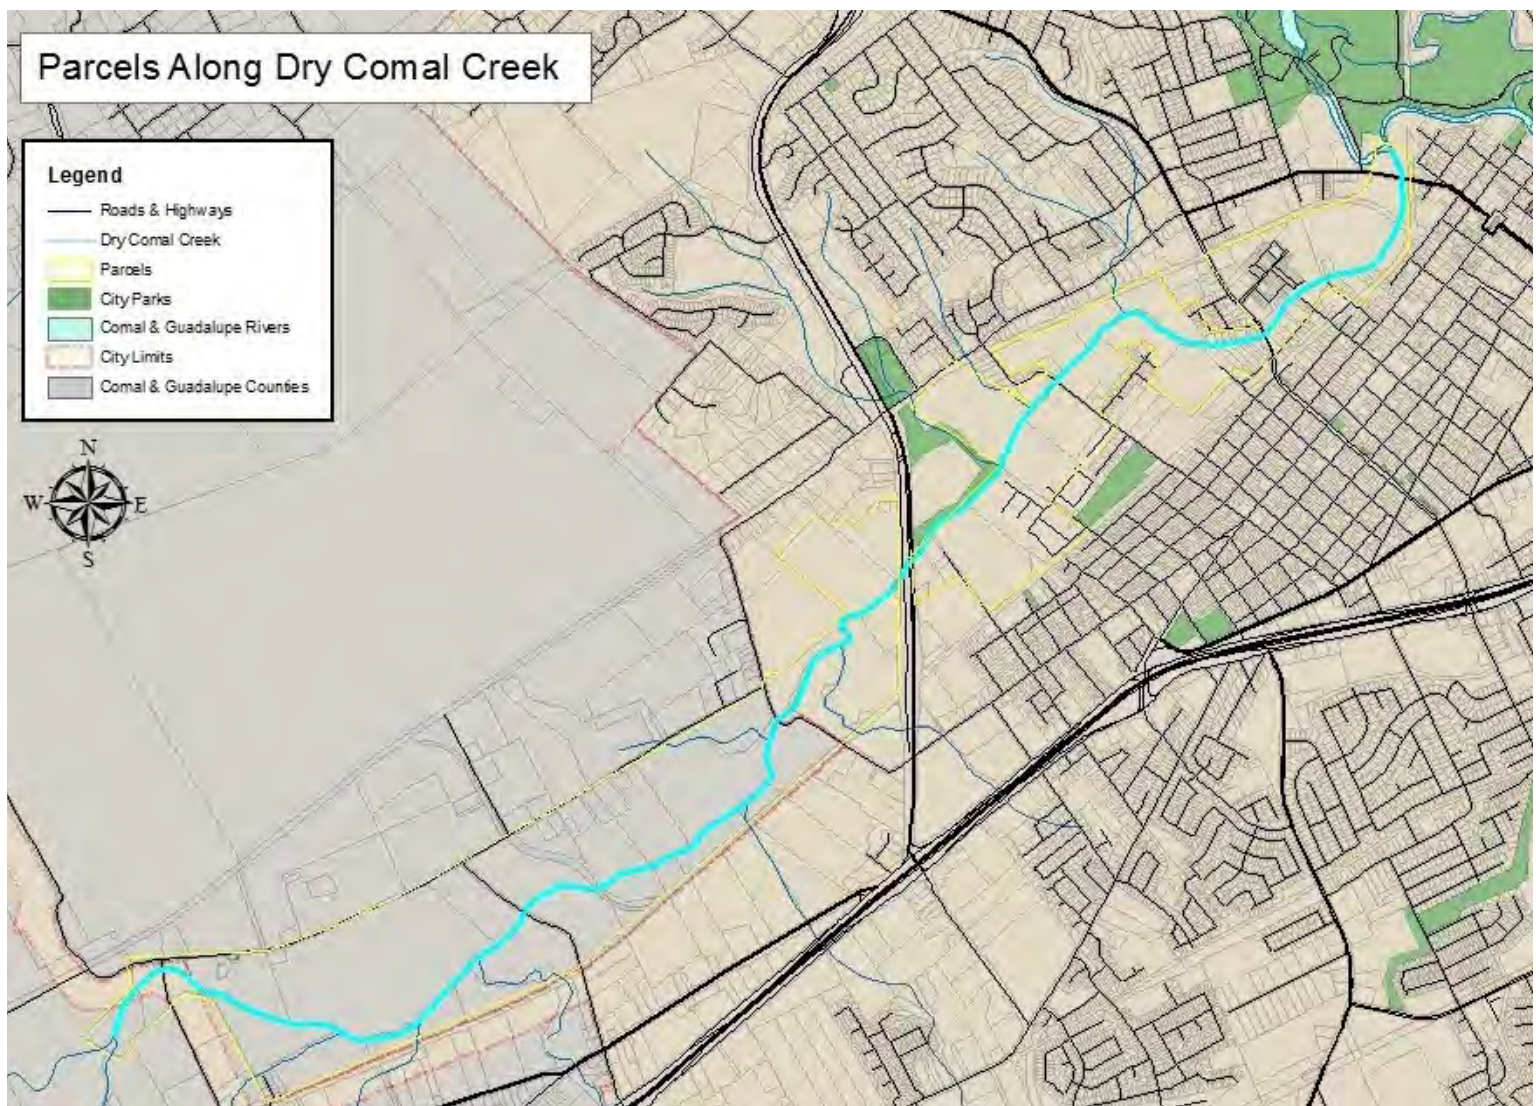 Parcels Along Dry Comal Creek
Legend
Roads & Highways
Dry Comal Creek
Parcels
City Parks
Comal & Guadalupe Rivers
City Limits
Comal & Guadalupe Counties
N
W E
S